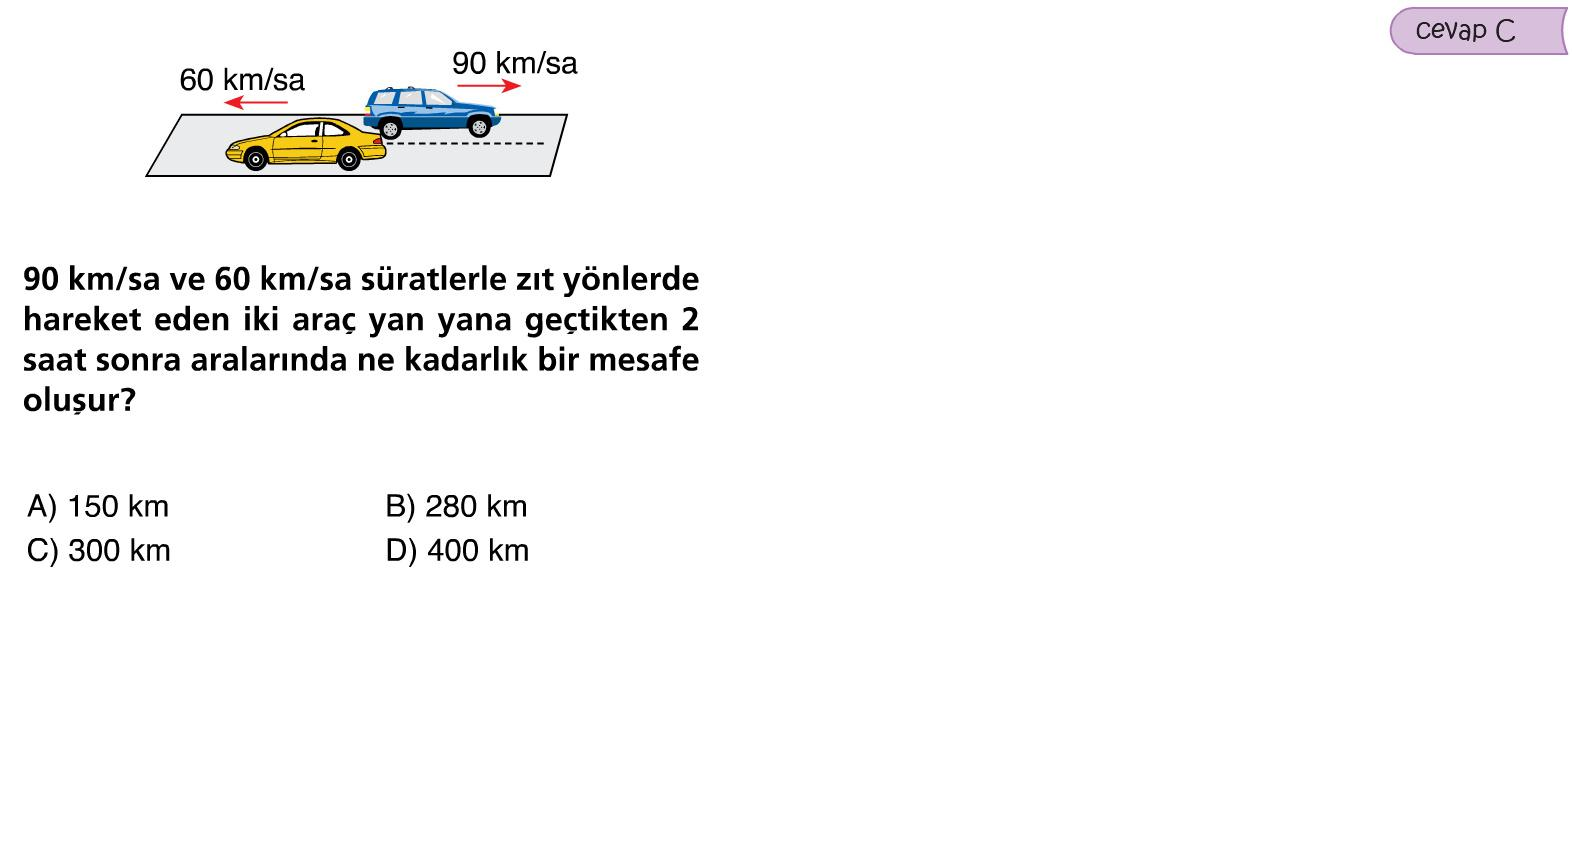 cevap C
60 km/sa
90 km/sa
90 km/sa ve 60 km/sa süratlerle zıt yönlerde
hareket eden iki araç yan yana geçtikten 2
saat sonra aralarında ne kadarlık bir mesafe
oluşur?
A) 150 km
B) 280 km
C) 300 km
D) 400 km